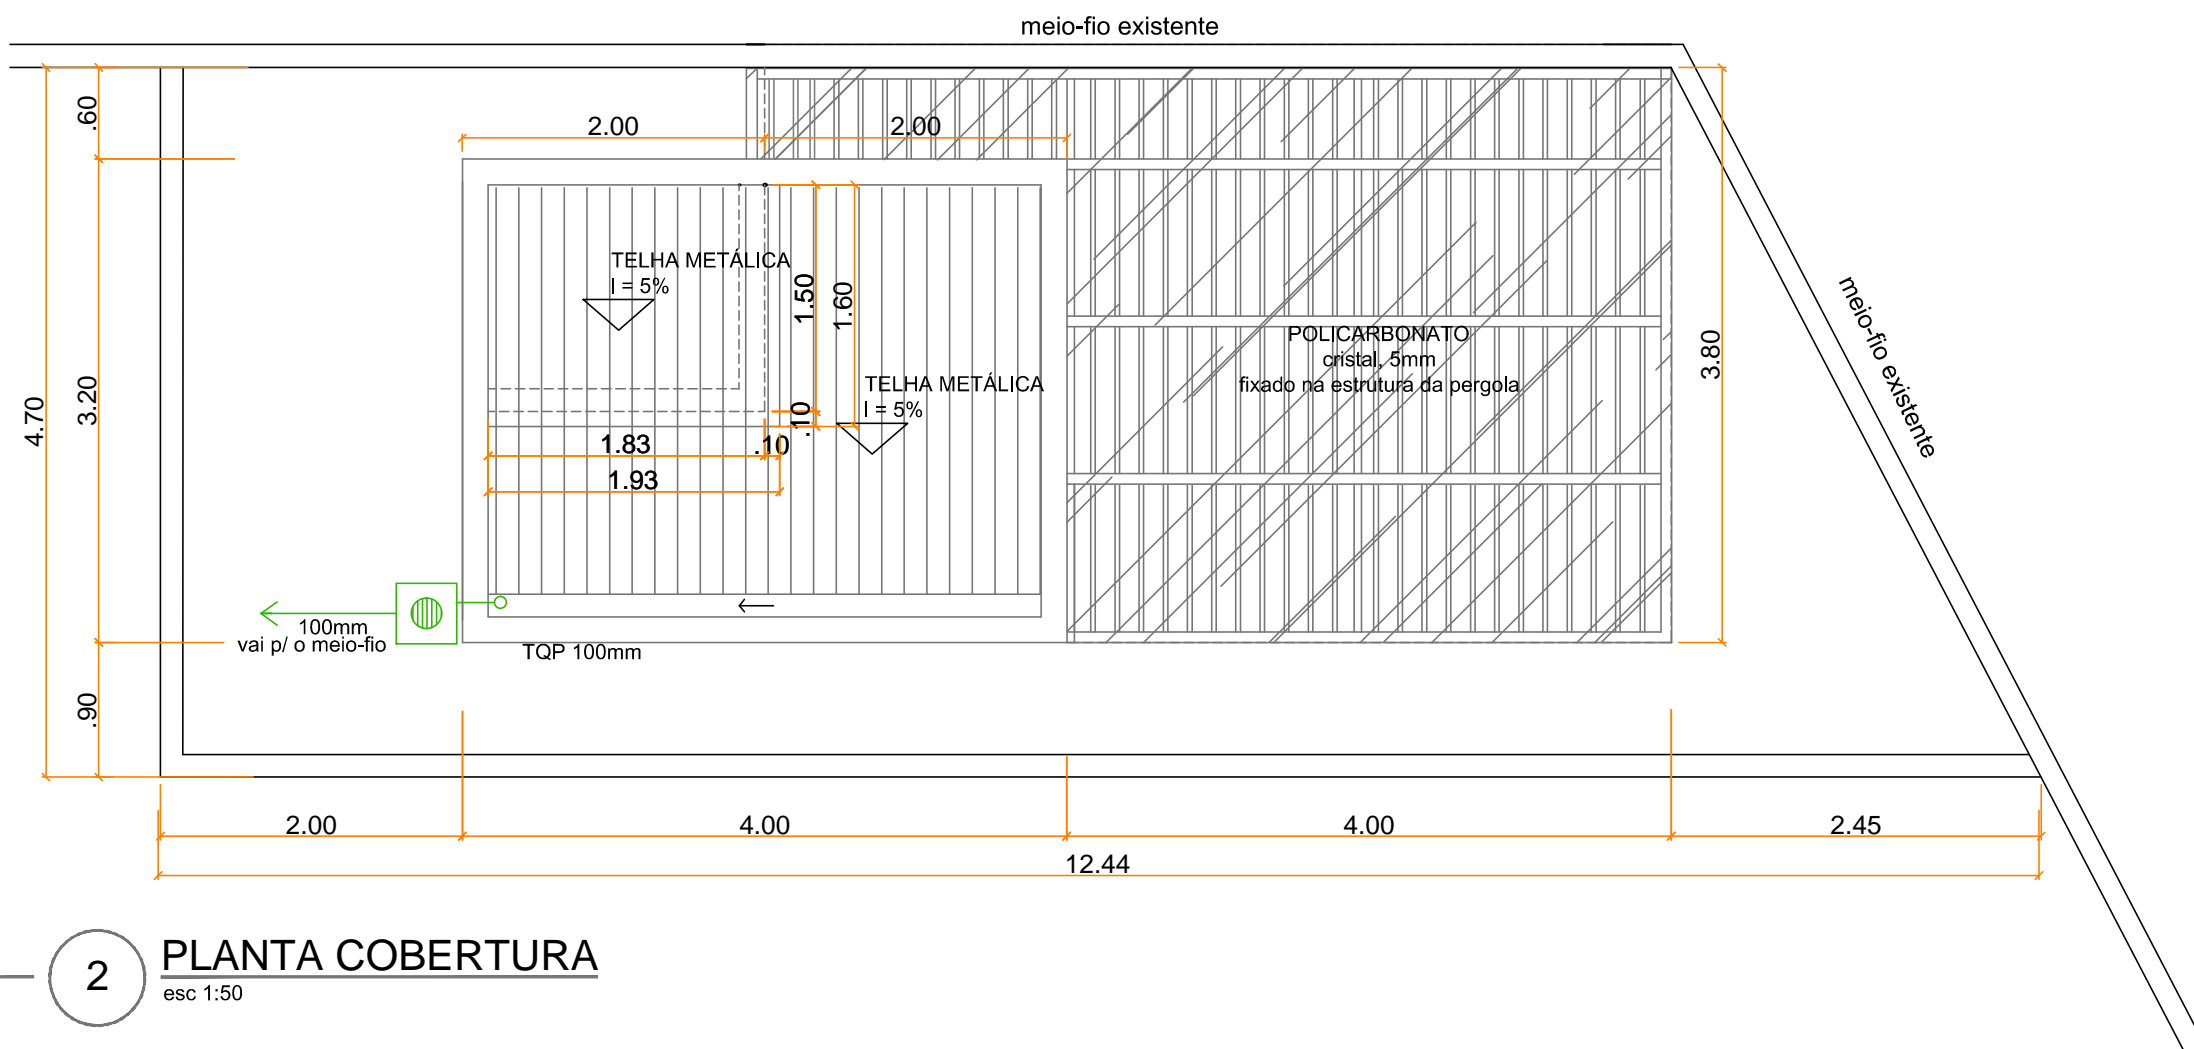 meio-fio existente
.60
2.00
2.00
TELHA METÁLICA
I = 5%
1.50
1.60
meio-fio existente
POLICARBONATO
cristal, 5mm
fixado na estrutura da pergola
3.80
TELHA METÁLICA
I = 5%
4.70
3.20
.10
1.83
.10
1.93
100mm
vai p/ o meio-fio
TQP 100mm
.90
2.00
4.00
4.00
2.45
12.44
2
PLANTA COBERTURA
esc 1:50